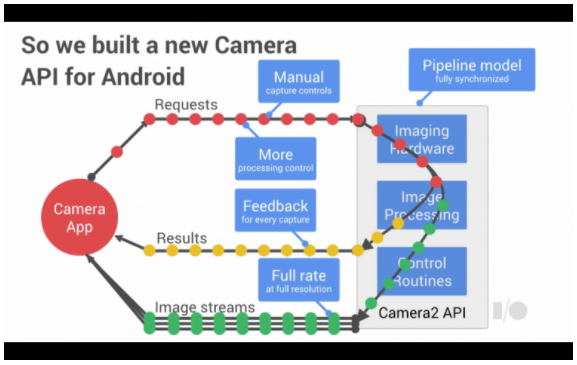 So we built a new Camera
API for Android
Manual
capture controls
Pipeline model
fully synchronized
Requests
Imaging
Hardware
More
processing control
Camera
App
Feedback
for every capture
Image
Processing
Results
Full rate
at full resolution
Control
Routines
Image streams
Camera2 API
I/O